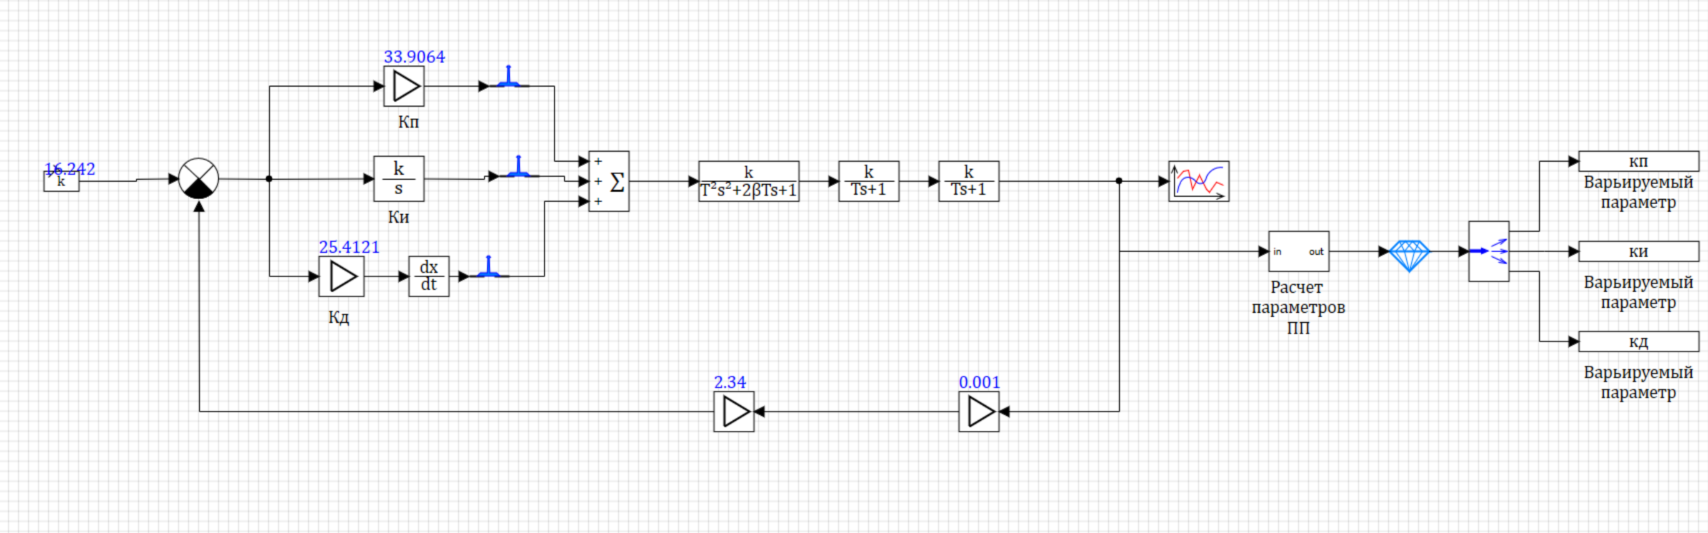 33.9064
Кп
16.242
k
k
s
Ки
25.4121
dx
dt
Кд
+
+
+
Σ
k
T²s²+2βTs+1
k
Ts+1
k
Ts+1
in out
Расчет
параметров
ПП
кп
Варьируемый
параметр
ки
Варьируемый
параметр
кд
Варьируемый
параметр
2.34
0.001